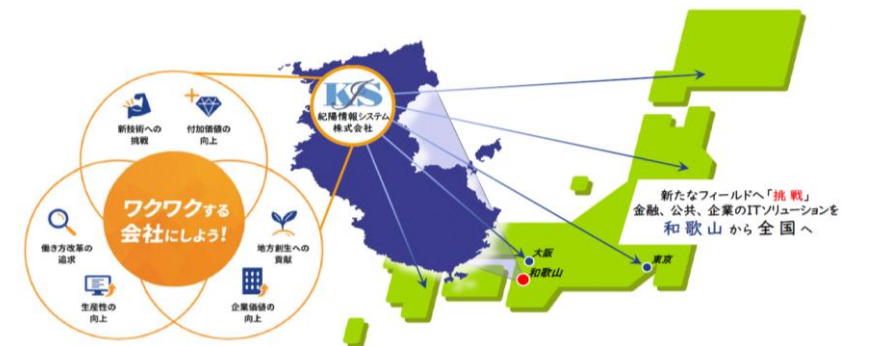 新技術への
挑戦
付加価値の
向上
ワクワクする
会社にしよう!
働き方改革の
追求
地方創生への
貢献
生産性の
向上
企業価値の
向上
KIS
紀陽情報システム
株式会社
新たなフィールドへ「挑戦」
金融、公共、企業のITソリューションを
和歌山から全国へ
大阪
和歌山
東京